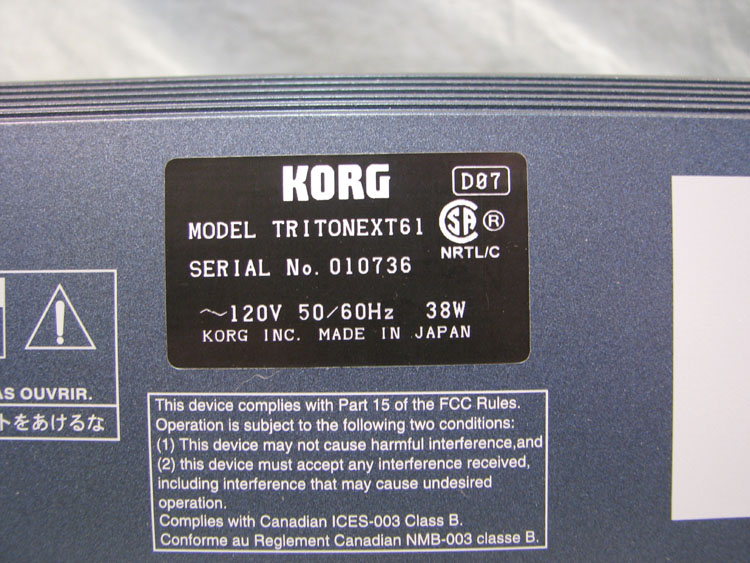 KORG
D07
MODEL TRITONEXT61
SA ®
NRTL/C
SERIAL No. 010736
~120V 50/60Hz 38W
KORG INC. MADE IN JAPAN
!
AS OUVRIR.
トをあけるな
This device complies with Part 15 of the FCC Rules.
Operation is subject to the following two conditions:
(1) This device may not cause harmful interference,and
(2) this device must accept any interference received,
including interference that may cause undesired
operation.
Complies with Canadian ICES-003 Class B.
Conforme au Reglement Canadian NMB-003 classe B.